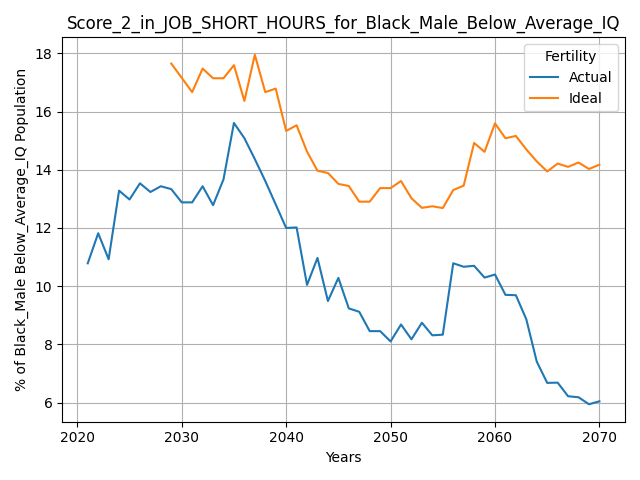 Score_2_in_JOB_SHORT_HOURS_for_Black_Male_Below_Average_IQ
% of Black_Male Below_Average_IQ Population
18
16
14
12
10
8
6
Fertility
Actual
Ideal
2020 2030 2040 2050 2060 2070
Years